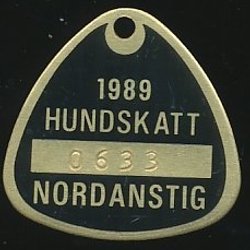 1989
HUNDSKATT
0633
NORDANSTIG